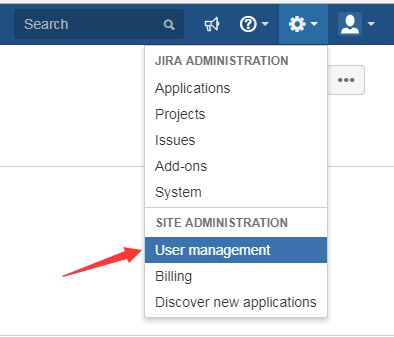 Search
JIRA ADMINISTRATION
Applications
Projects
Issues
Add-ons
System
SITE ADMINISTRATION
User management
Billing
Discover new applications